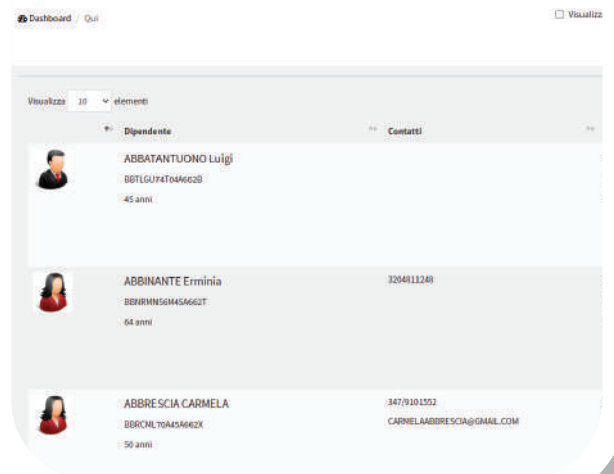 Dashboard / Qui
Visualizza
Visualizza 10 elementi
Dipendente Contatti
ABBATANTUONO Luigi
BBTLGU74T04A662B
45 anni
ABBINANTE Erminia 3204811248
BBNRMN56M45A662T
64 anni
ABBRESCIA CARMELA 347/9101552
BBRCML70A45A662X CARMELAABBRESCIA@GMAIL.COM
50 anni